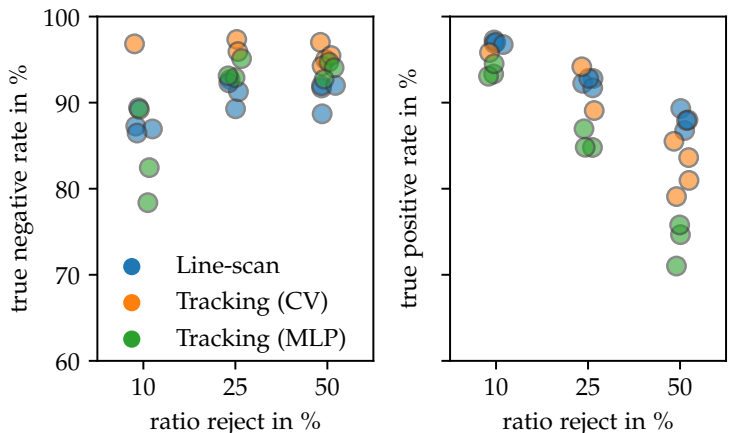 100
90
80
70
60
true negative rate in %
Line-scan
Tracking (CV)
Tracking (MLP)
10
25
50
ratio reject in %
true positive rate in %
10
25
50
ratio reject in %